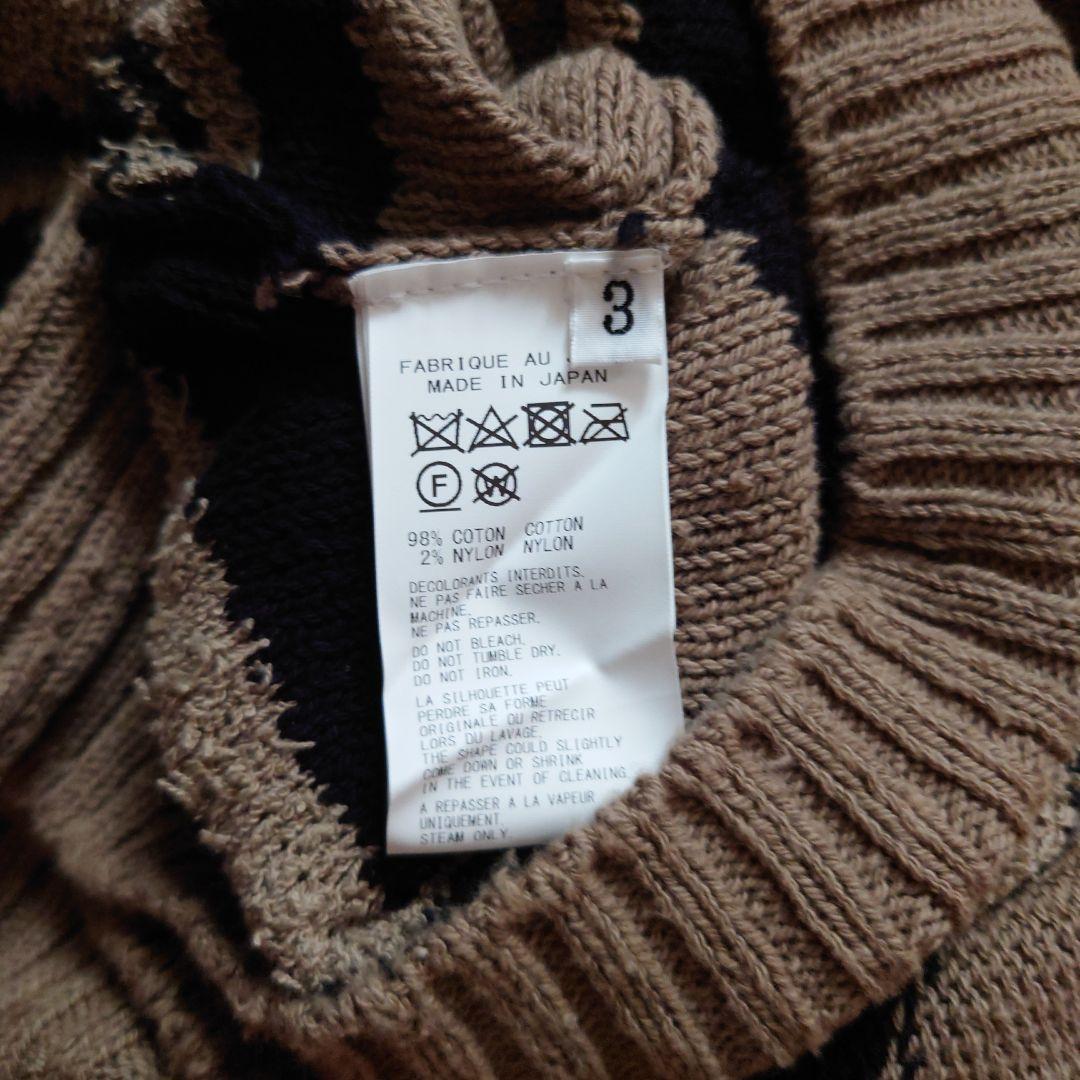 3
FABRIQUE AU
MADE IN JAPAN
F
W
98% COTON COTTON
2% NYLON NYLON
DECOLORANTS INTERDITS.
NE PAS FAIRE SECHER A LA
MACHINE.
NE PAS REPASSER.
DO NOT BLEACH.
DO NOT TUMBLE DRY.
DO NOT IRON.
LA SILHOUETTE PEUT
PERDRE SA FORME
ORIGINALE OU RETRECIR
LORS DU LAVAGE.
THE SHAPE COULD SLIGHTLY
COME DOWN OR SHRINK
IN THE EVENT OF CLEANING.
A REPASSER A LA VAPEUR
UNIQUEMENT.
STEAM ONLY.